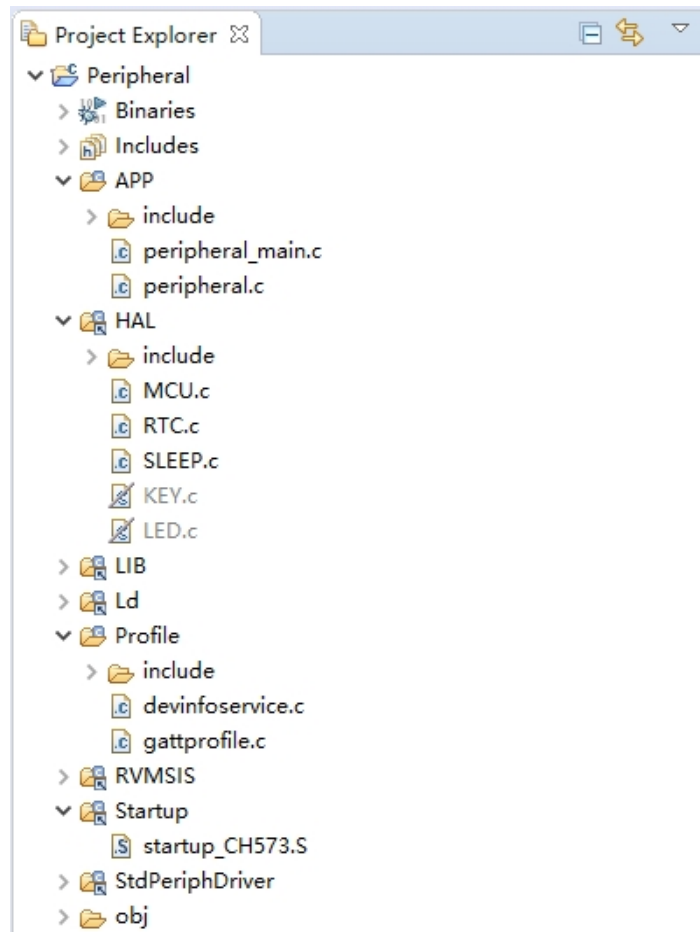 Project Explorer
Peripheral
Binaries
Includes
APP
include
peripheral_main.c
peripheral.c
HAL
include
MCU.c
RTC.c
SLEEP.c
KEY.c
LED.c
LIB
Ld
Profile
include
devinfoservice.c
gattprofile.c
RVMSIS
Startup
startup_CH573.S
StdPeriphDriver
obj